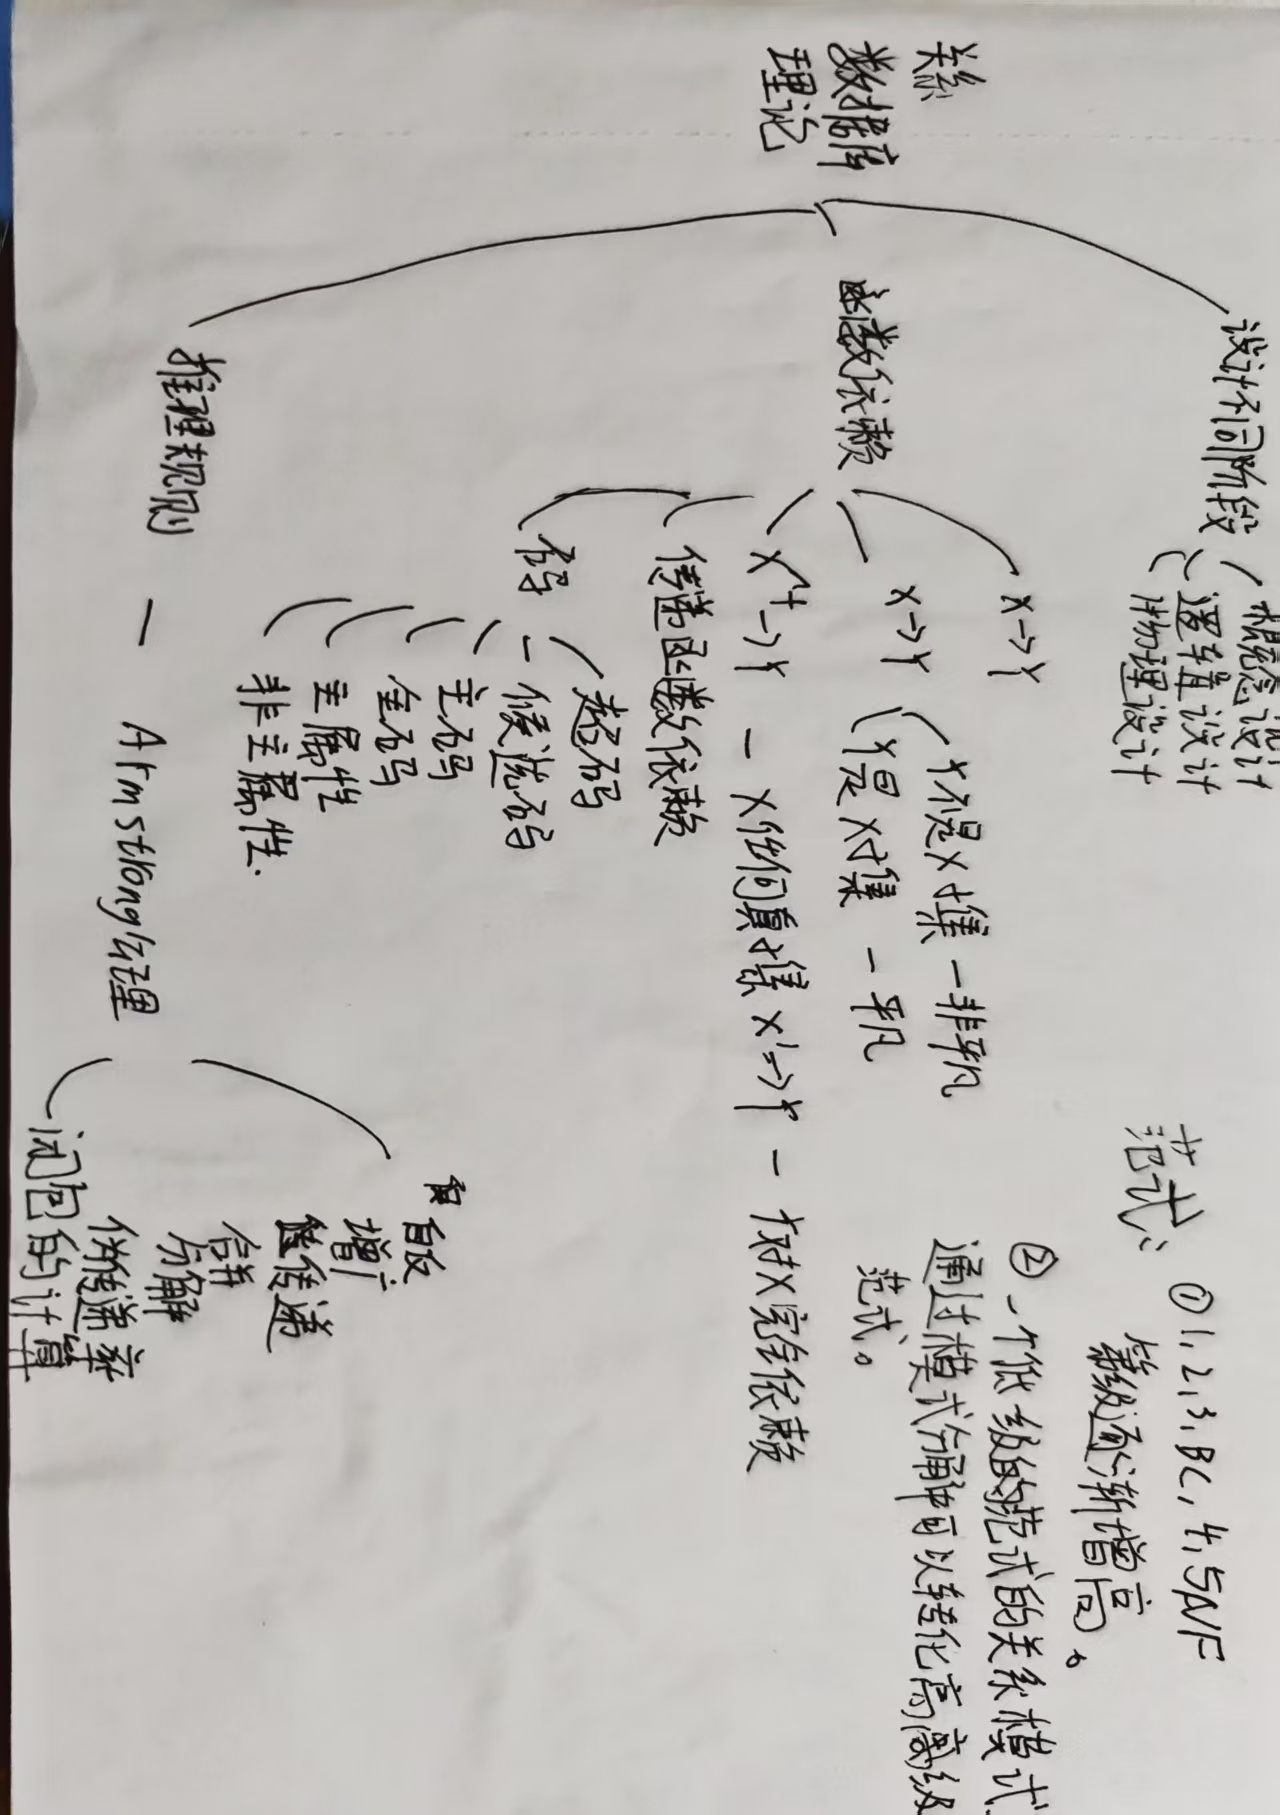 关系
数据库
理论
设计不同阶段
概念设计
逻辑设计
物理设计
函数依赖
X→Y
X→Y
Y不是X子集 — 非平凡
Y是X子集 — 平凡
X→Y — X任何真子集X'→Y — Y对X完全依赖
传递函数依赖
码
超码
候选码
主码
全码
主属性
非主属性.
推理规则 — Armstrong公理
自反
增广
传递
合并
分解
伪传递率
闭包的计算
范式: ① 1, 2, 3, BC, 4, 5NF
等级逐渐增高。
② 一个低一级的范式的关系模式
通过模式分解可以转化高级
范式。